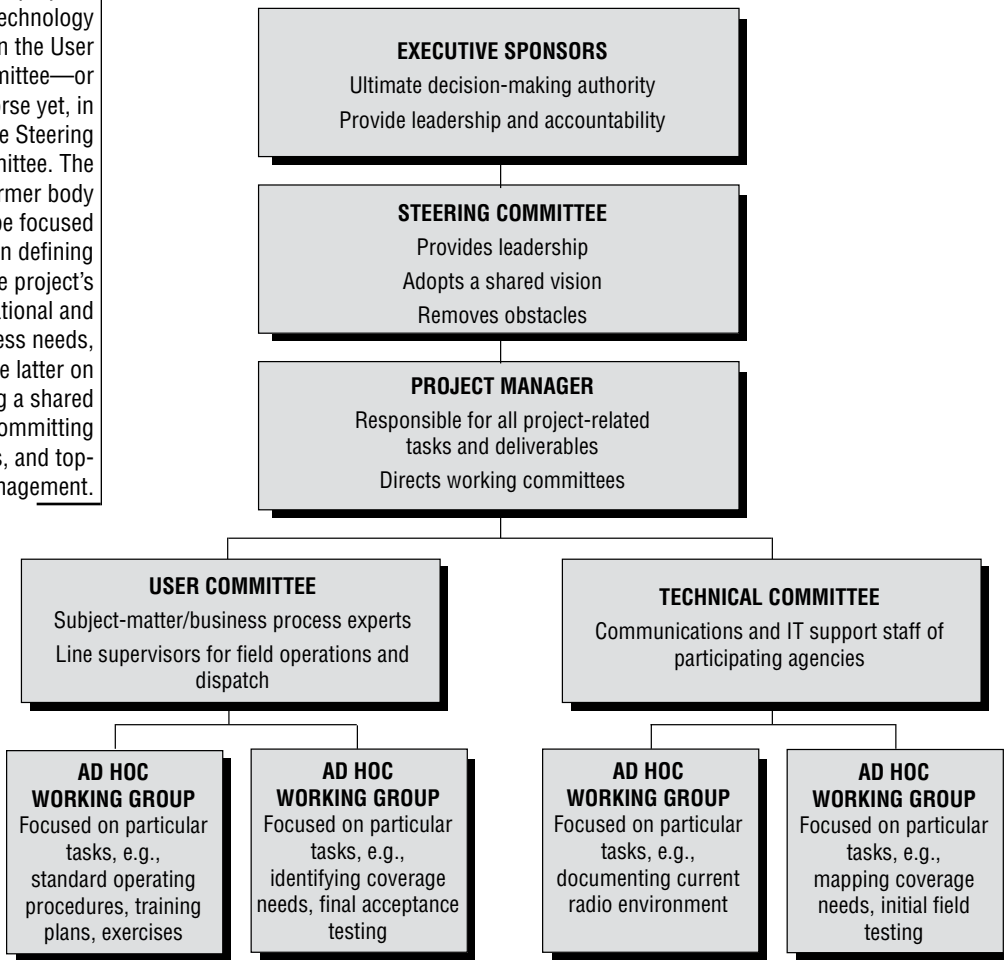 echnology
n the User
mittee—or
rse yet, in
e Steering
mittee. The
rmer body
be focused
n defining
e project's
ational and
ess needs,
e latter on
g a shared
ommitting
s, and top-
nagement.
EXECUTIVE SPONSORS
Ultimate decision-making authority
Provide leadership and accountability
STEERING COMMITTEE
Provides leadership
Adopts a shared vision
Removes obstacles
PROJECT MANAGER
Responsible for all project-related
tasks and deliverables
Directs working committees
USER COMMITTEE
Subject-matter/business process experts
Line supervisors for field operations and
dispatch
TECHNICAL COMMITTEE
Communications and IT support staff of
participating agencies
AD HOC
WORKING GROUP
Focused on particular
tasks, e.g.,
standard operating
procedures, training
plans, exercises
AD HOC
WORKING GROUP
Focused on particular
tasks, e.g.,
identifying coverage
needs, final acceptance
testing
AD HOC
WORKING GROUP
Focused on particular
tasks, e.g.,
documenting current
radio environment
AD HOC
WORKING GROUP
Focused on particular
tasks, e.g.,
mapping coverage
needs, initial field
testing